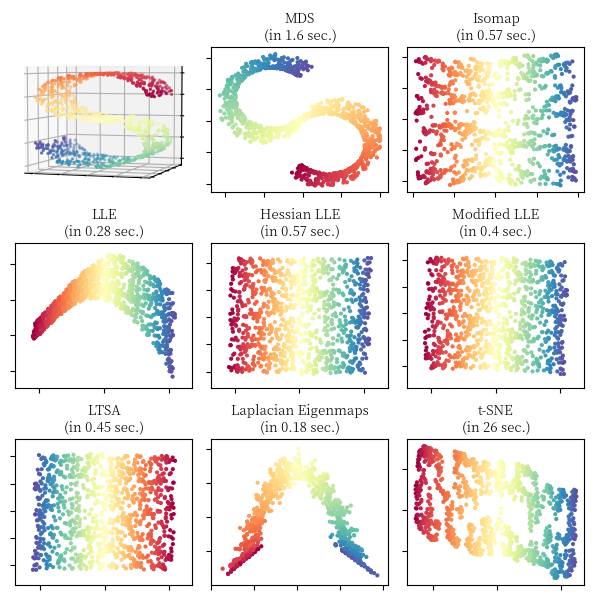 MDS
(in 1.6 sec.)
Isomap
(in 0.57 sec.)
LLE
(in 0.28 sec.)
Hessian LLE
(in 0.57 sec.)
Modified LLE
(in 0.4 sec.)
LTSA
(in 0.45 sec.)
Laplacian Eigenmaps
(in 0.18 sec.)
t-SNE
(in 26 sec.)